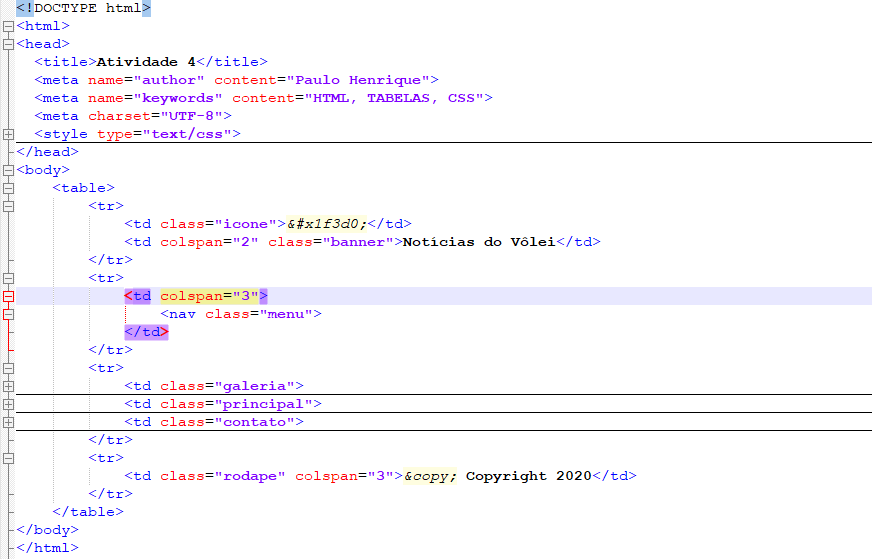 <!DOCTYPE html>
<html>
<head>
<title>Atividade 4</title>
<meta name="author" content="Paulo Henrique">
<meta name="keywords" content="HTML, TABELAS, CSS">
<meta charset="UTF-8">
<style type="text/css">
</head>
<body>
<table>
<tr>
<td class="icone">&#x1f3d0;</td>
<td colspan="2" class="banner">Notícias do Vôlei</td>
</tr>
<tr>
<td colspan="3">
<nav class="menu">
</td>
</tr>
<tr>
<td class="galeria">
<td class="principal">
<td class="contato">
</tr>
<tr>
<td class="rodape" colspan="3">&copy; Copyright 2020</td>
</tr>
</table>
</body>
</html>